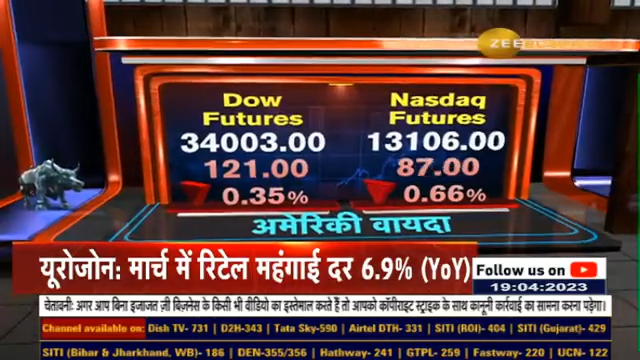 ZEE
Dow Futures
34003.00
121.00
0.35%
Nasdaq Futures
13106.00
87.00
0.66%
अमेरिकी वायदा
यूरोजोन: मार्च में रिटेल महंगाई दर 6.9% (YoY)
Follow us on
19:04:2023
चेतावनी: अगर आप बिना इजाजत ज़ी बिज़नेस के किसी भी वीडियो का इस्तेमाल करते हैं तो आपको कॉपीराइट स्ट्राइक के साथ कानूनी कार्रवाई का सामना करना पड़ेगा।
Channel available on: Dish TV- 731 | D2H-343 | Tata Sky-590 | Airtel DTH- 331 | SITI (ROI)- 404 | SITI (Gujarat)- 429
SITI (Bihar & Jharkhand, WB)- 186 | DEN-355/356 | Hathway- 241 | GTPL- 259 | Fastway- 220 | UCN- 122